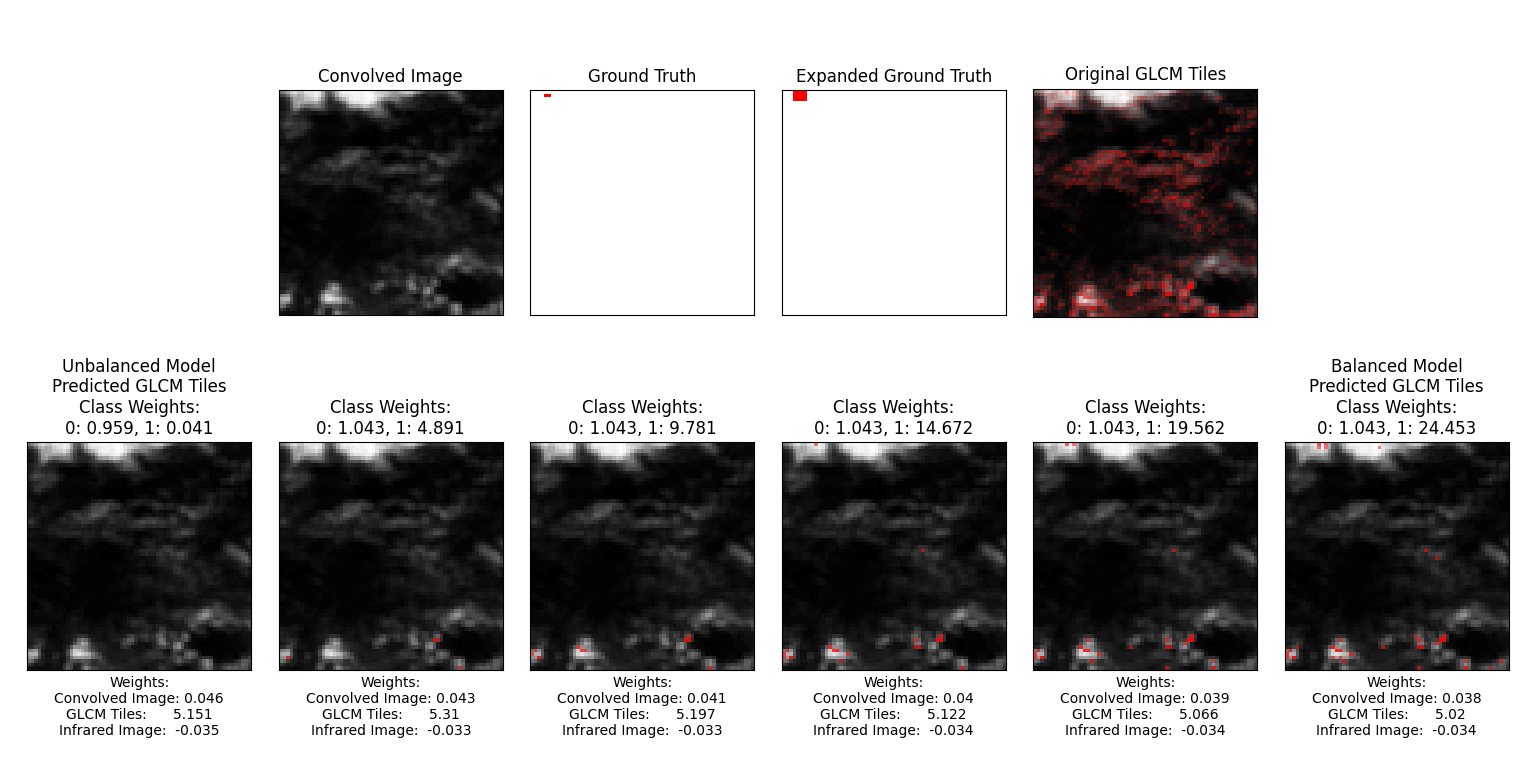 Convolved Image
Ground Truth
Expanded Ground Truth
Original GLCM Tiles
Unbalanced Model
Predicted GLCM Tiles
Class Weights:
0: 0.959, 1: 0.041
Class Weights:
0: 1.043, 1: 4.891
Class Weights:
0: 1.043, 1: 9.781
Class Weights:
0: 1.043, 1: 14.672
Class Weights:
0: 1.043, 1: 19.562
Balanced Model
Predicted GLCM Tiles
Class Weights:
0: 1.043, 1: 24.453
Weights:
Convolved Image: 0.046
GLCM Tiles: 5.151
Infrared Image: -0.035
Weights:
Convolved Image: 0.043
GLCM Tiles: 5.31
Infrared Image: -0.033
Weights:
Convolved Image: 0.041
GLCM Tiles: 5.197
Infrared Image: -0.033
Weights:
Convolved Image: 0.04
GLCM Tiles: 5.122
Infrared Image: -0.034
Weights:
Convolved Image: 0.039
GLCM Tiles: 5.066
Infrared Image: -0.034
Weights:
Convolved Image: 0.038
GLCM Tiles: 5.02
Infrared Image: -0.034